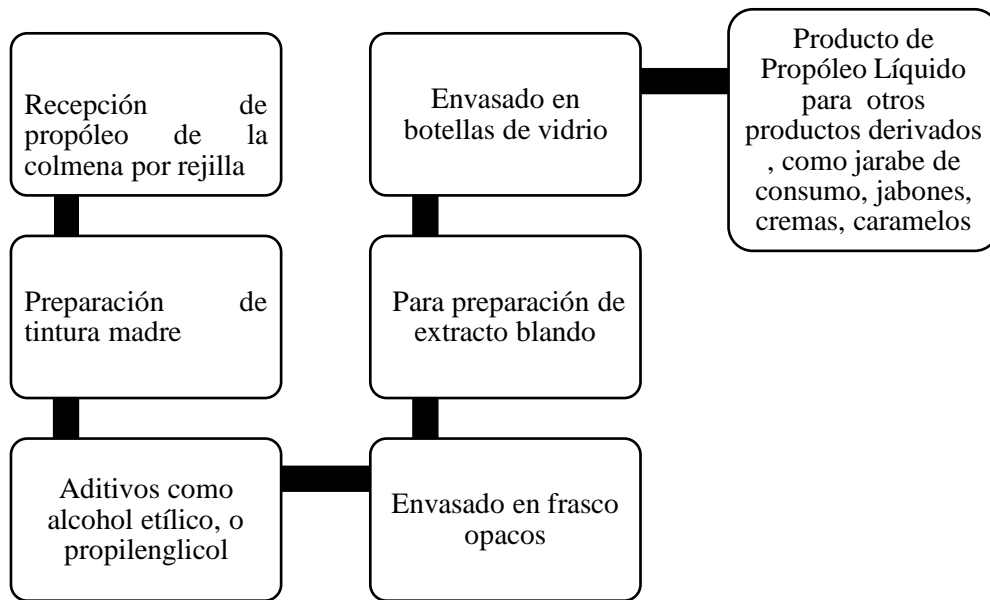 Recepción de
propóleo de la
colmena por rejilla
Preparación de
tintura madre
Aditivos como
alcohol etílico, o
propilenglicol
Envasado en frasco
opacos
Para preparación de
extracto blando
Envasado en
botellas de vidrio
Producto de
Propóleo Líquido
para otros
productos derivados
, como jarabe de
consumo, jabones,
cremas, caramelos